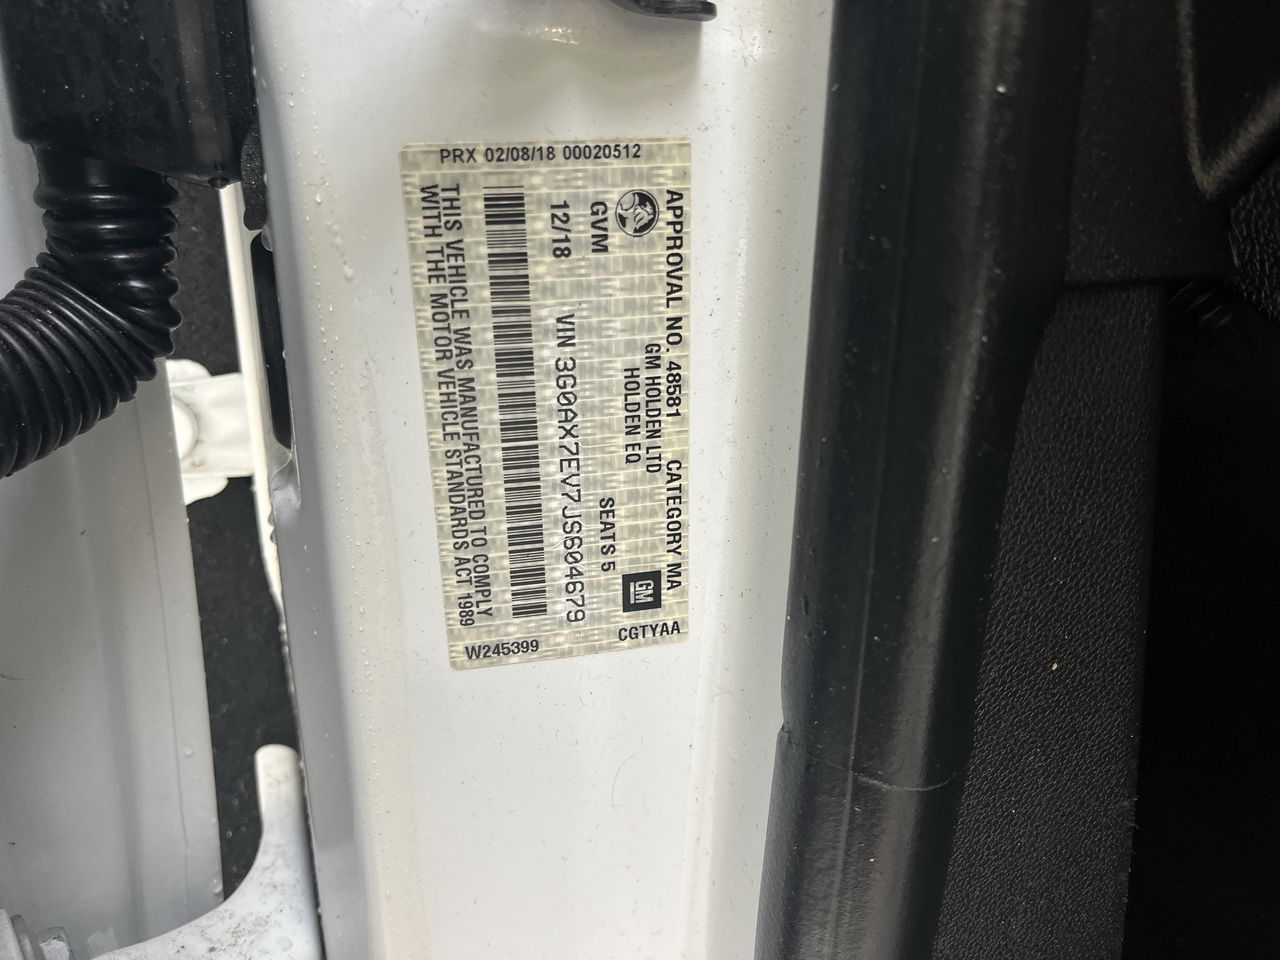 PRX 02/08/18 00020512
APPROVAL NO. 48581 CATEGORY MA
GM HOLDEN LTD
HOLDEN EQ
GM
GVM SEATS 5
12/18 VIN 3G0AX7EV7JS604679
THIS VEHICLE WAS MANUFACTURED TO COMPLY
WITH THE MOTOR VEHICLE STANDARDS ACT 1989
CGTYAA
W245399